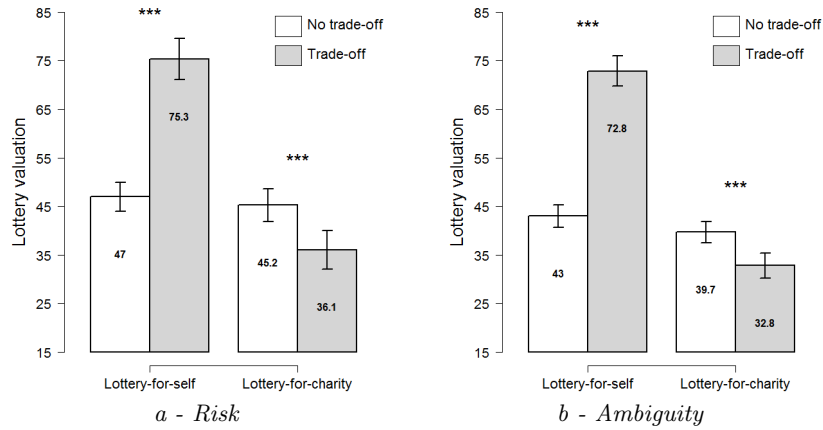 Lottery valuation
85
75
65
55
45
35
25
15
***
***
No trade-off
Trade-off
47
75.3
45.2
36.1
Lottery-for-self
Lottery-for-charity
a - Risk
Lottery valuation
85
75
65
55
45
35
25
15
***
***
No trade-off
Trade-off
43
72.8
39.7
32.8
Lottery-for-self
Lottery-for-charity
b - Ambiguity